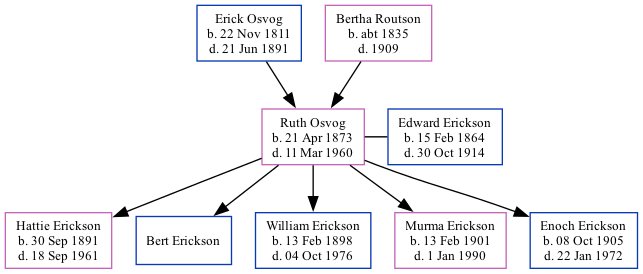 Erick Osvog
b. 22 Nov 1811
d. 21 Jun 1891
Bertha Routson
b. abt 1835
d. 1909
Ruth Osvog
b. 21 Apr 1873
d. 11 Mar 1960
Edward Erickson
b. 15 Feb 1864
d. 30 Oct 1914
Hattie Erickson
b. 30 Sep 1891
d. 18 Sep 1961
Bert Erickson
William Erickson
b. 13 Feb 1898
d. 04 Oct 1976
Murma Erickson
b. 13 Feb 1901
d. 1 Jan 1990
Enoch Erickson
b. 08 Oct 1905
d. 22 Jan 1972